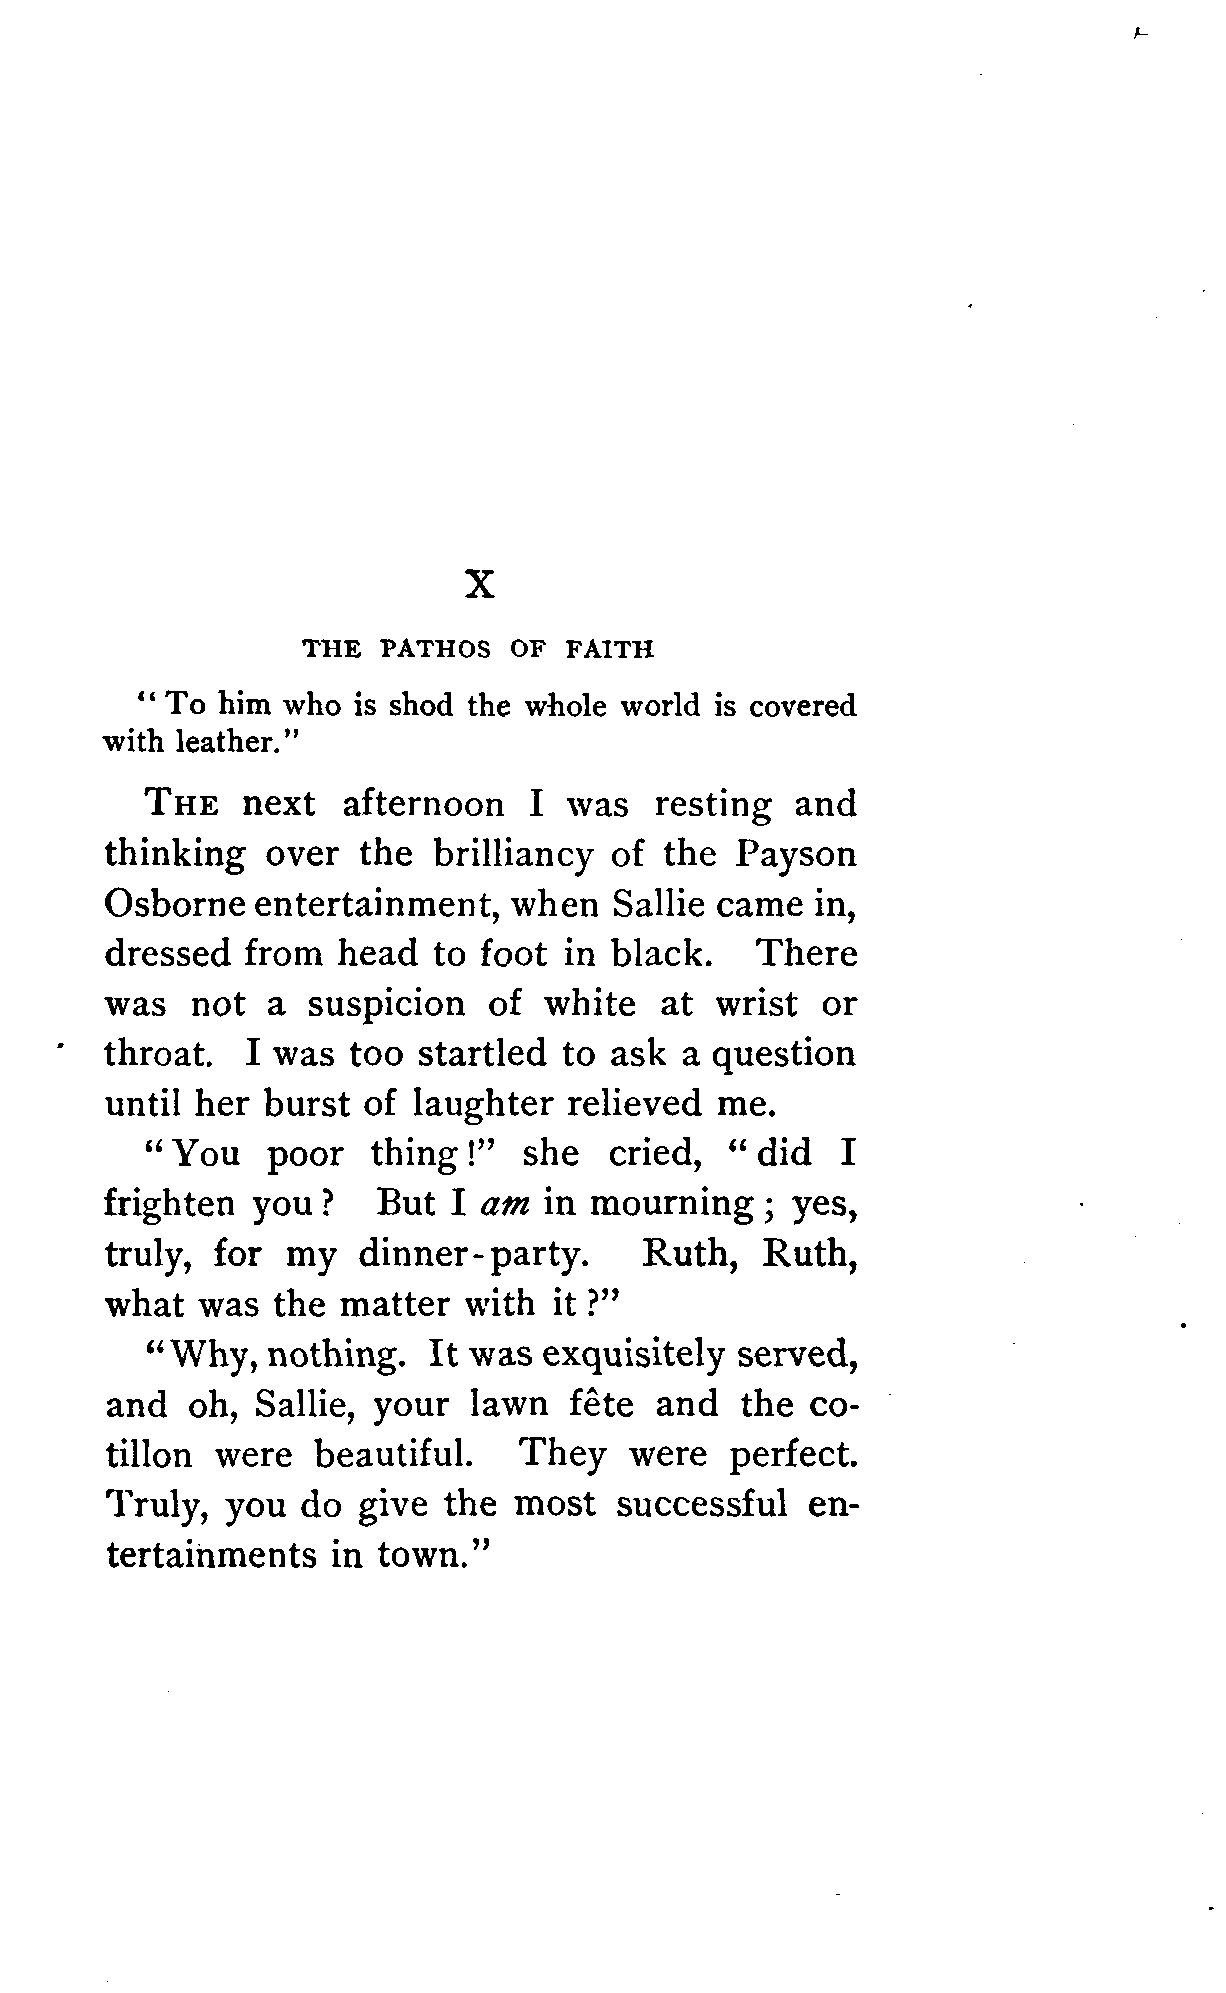 X
THE PATHOS OF FAITH
“To him who is shod the whole world is covered
with leather.”
THE next afternoon I was resting and
thinking over the brilliancy of the Payson
Osborne entertainment, when Sallie came in,
dressed from head to foot in black. There
was not a suspicion of white at wrist or
throat. I was too startled to ask a question
until her burst of laughter relieved me.
“You poor thing!” she cried, “did I
frighten you? But I am in mourning; yes,
truly, for my dinner-party. Ruth, Ruth,
what was the matter with it?”
“Why, nothing. It was exquisitely served,
and oh, Sallie, your lawn fête and the co-
tillon were beautiful. They were perfect.
Truly, you do give the most successful en-
tertainments in town.”